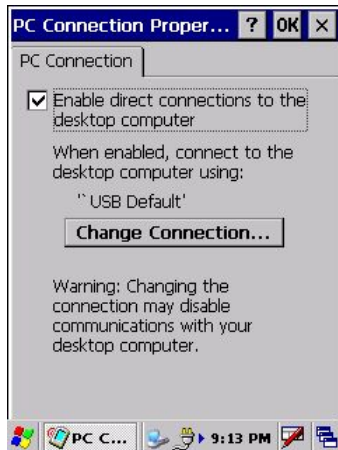 PC Connection Proper... ? OK ×
PC Connection
Enable direct connections to the
desktop computer
When enabled, connect to the
desktop computer using:
'`USB Default'
Change Connection...
Warning: Changing the
connection may disable
communications with your
desktop computer.
PC C... 9:13 PM